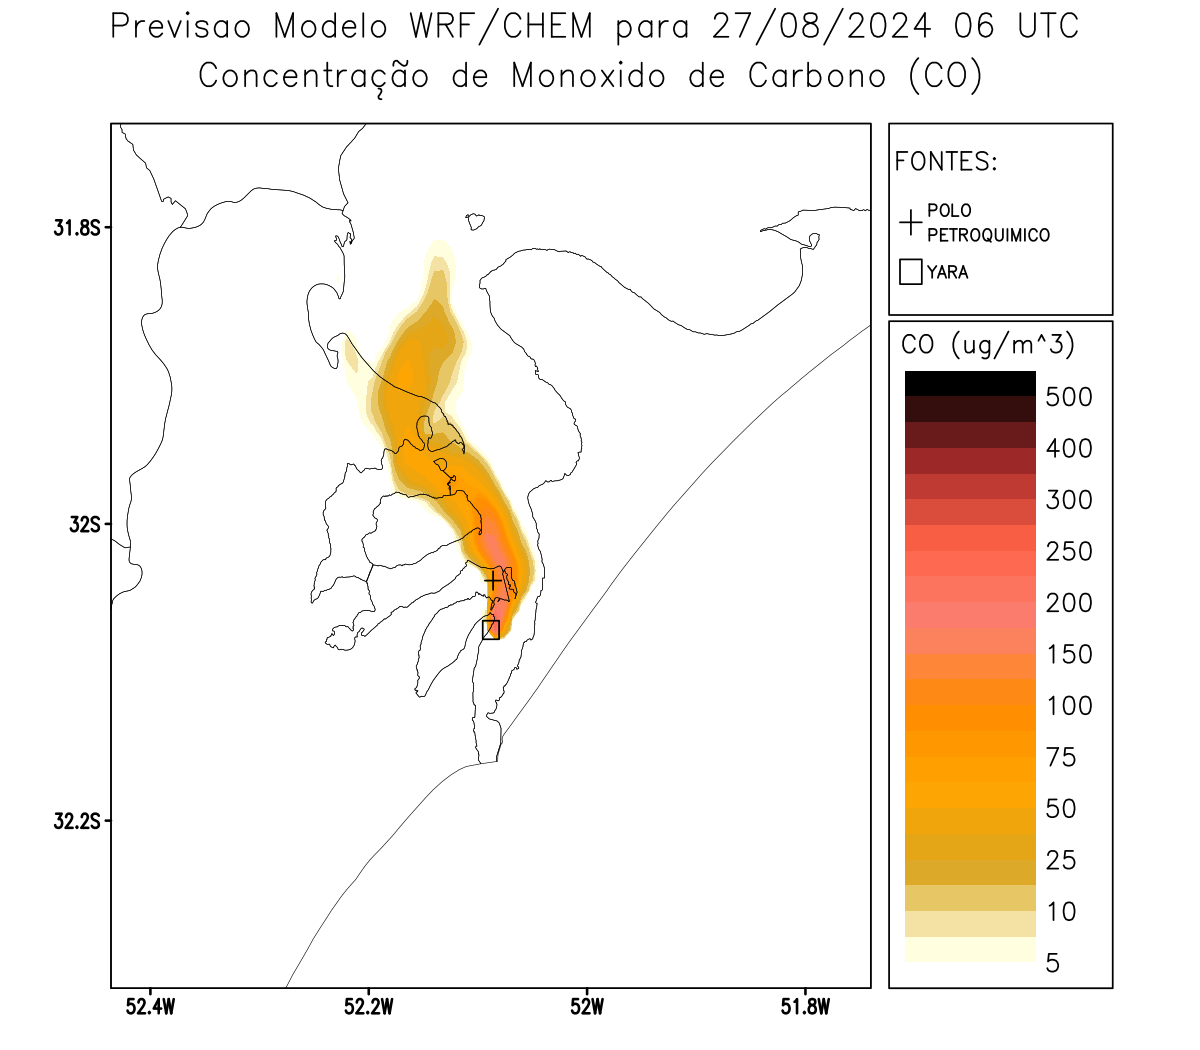 Previsao Modelo WRF/CHEM para 27/08/2024 06 UTC
Concentração de Monoxido de Carbono (CO)
FONTES:
POLO
PETROQUIMICO
YARA
CO (ug/m^3)
500
400
300
250
200
150
100
75
50
25
10
5
31.8S
32S
32.2S
52.4W
52.2W
52W
51.8W